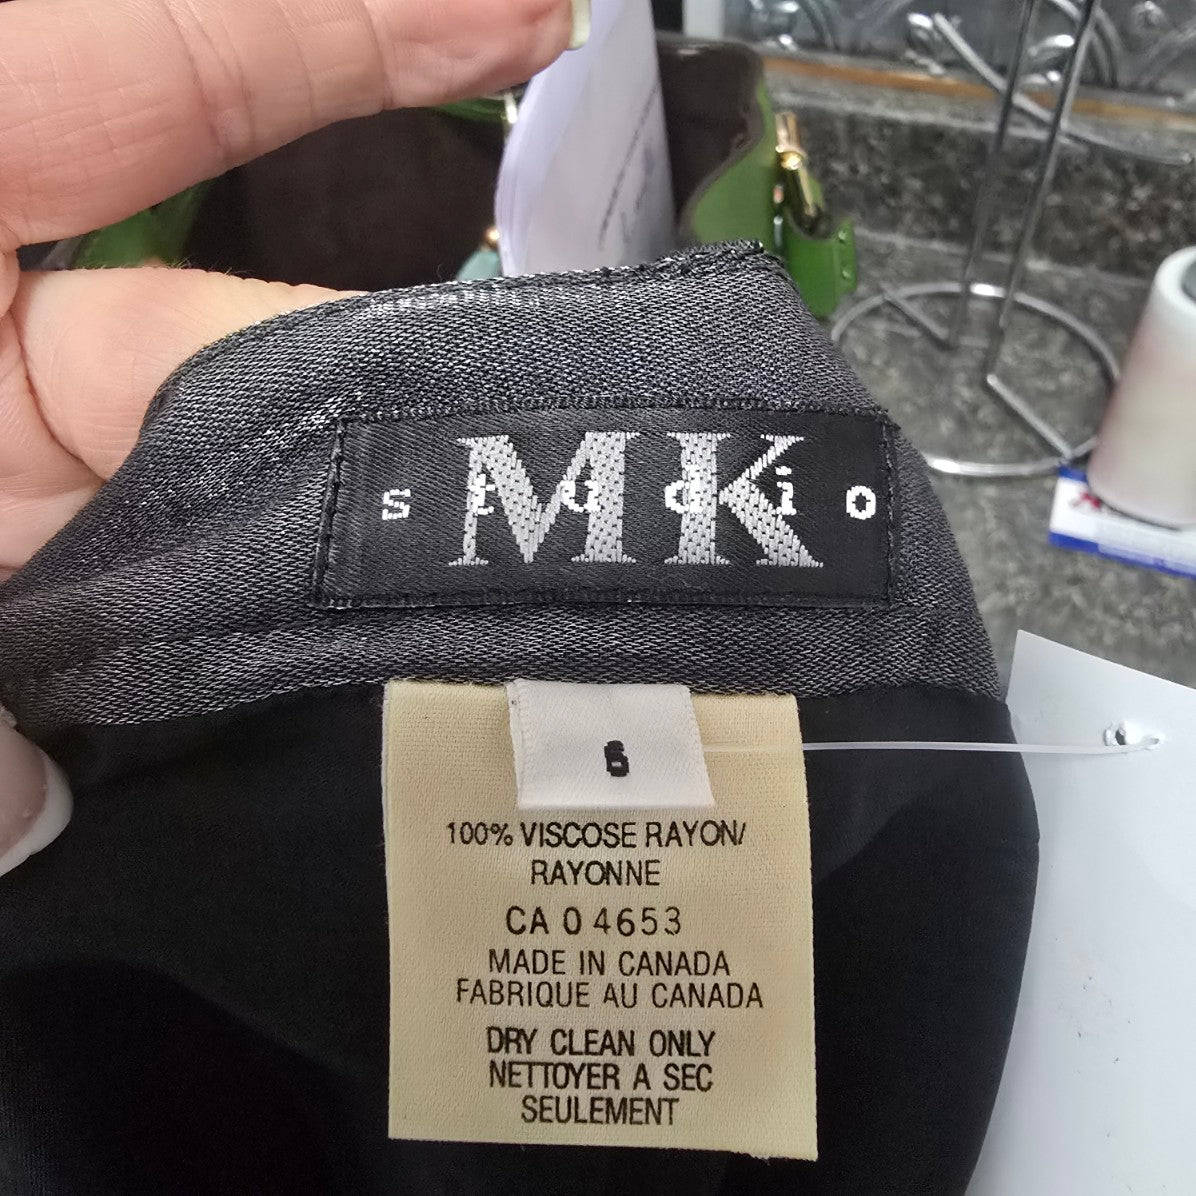 MK
studio
6
100% VISCOSE RAYON/
RAYONNE
CA 0 4653
MADE IN CANADA
FABRIQUE AU CANADA
DRY CLEAN ONLY
NETTOYER A SEC
SEULEMENT